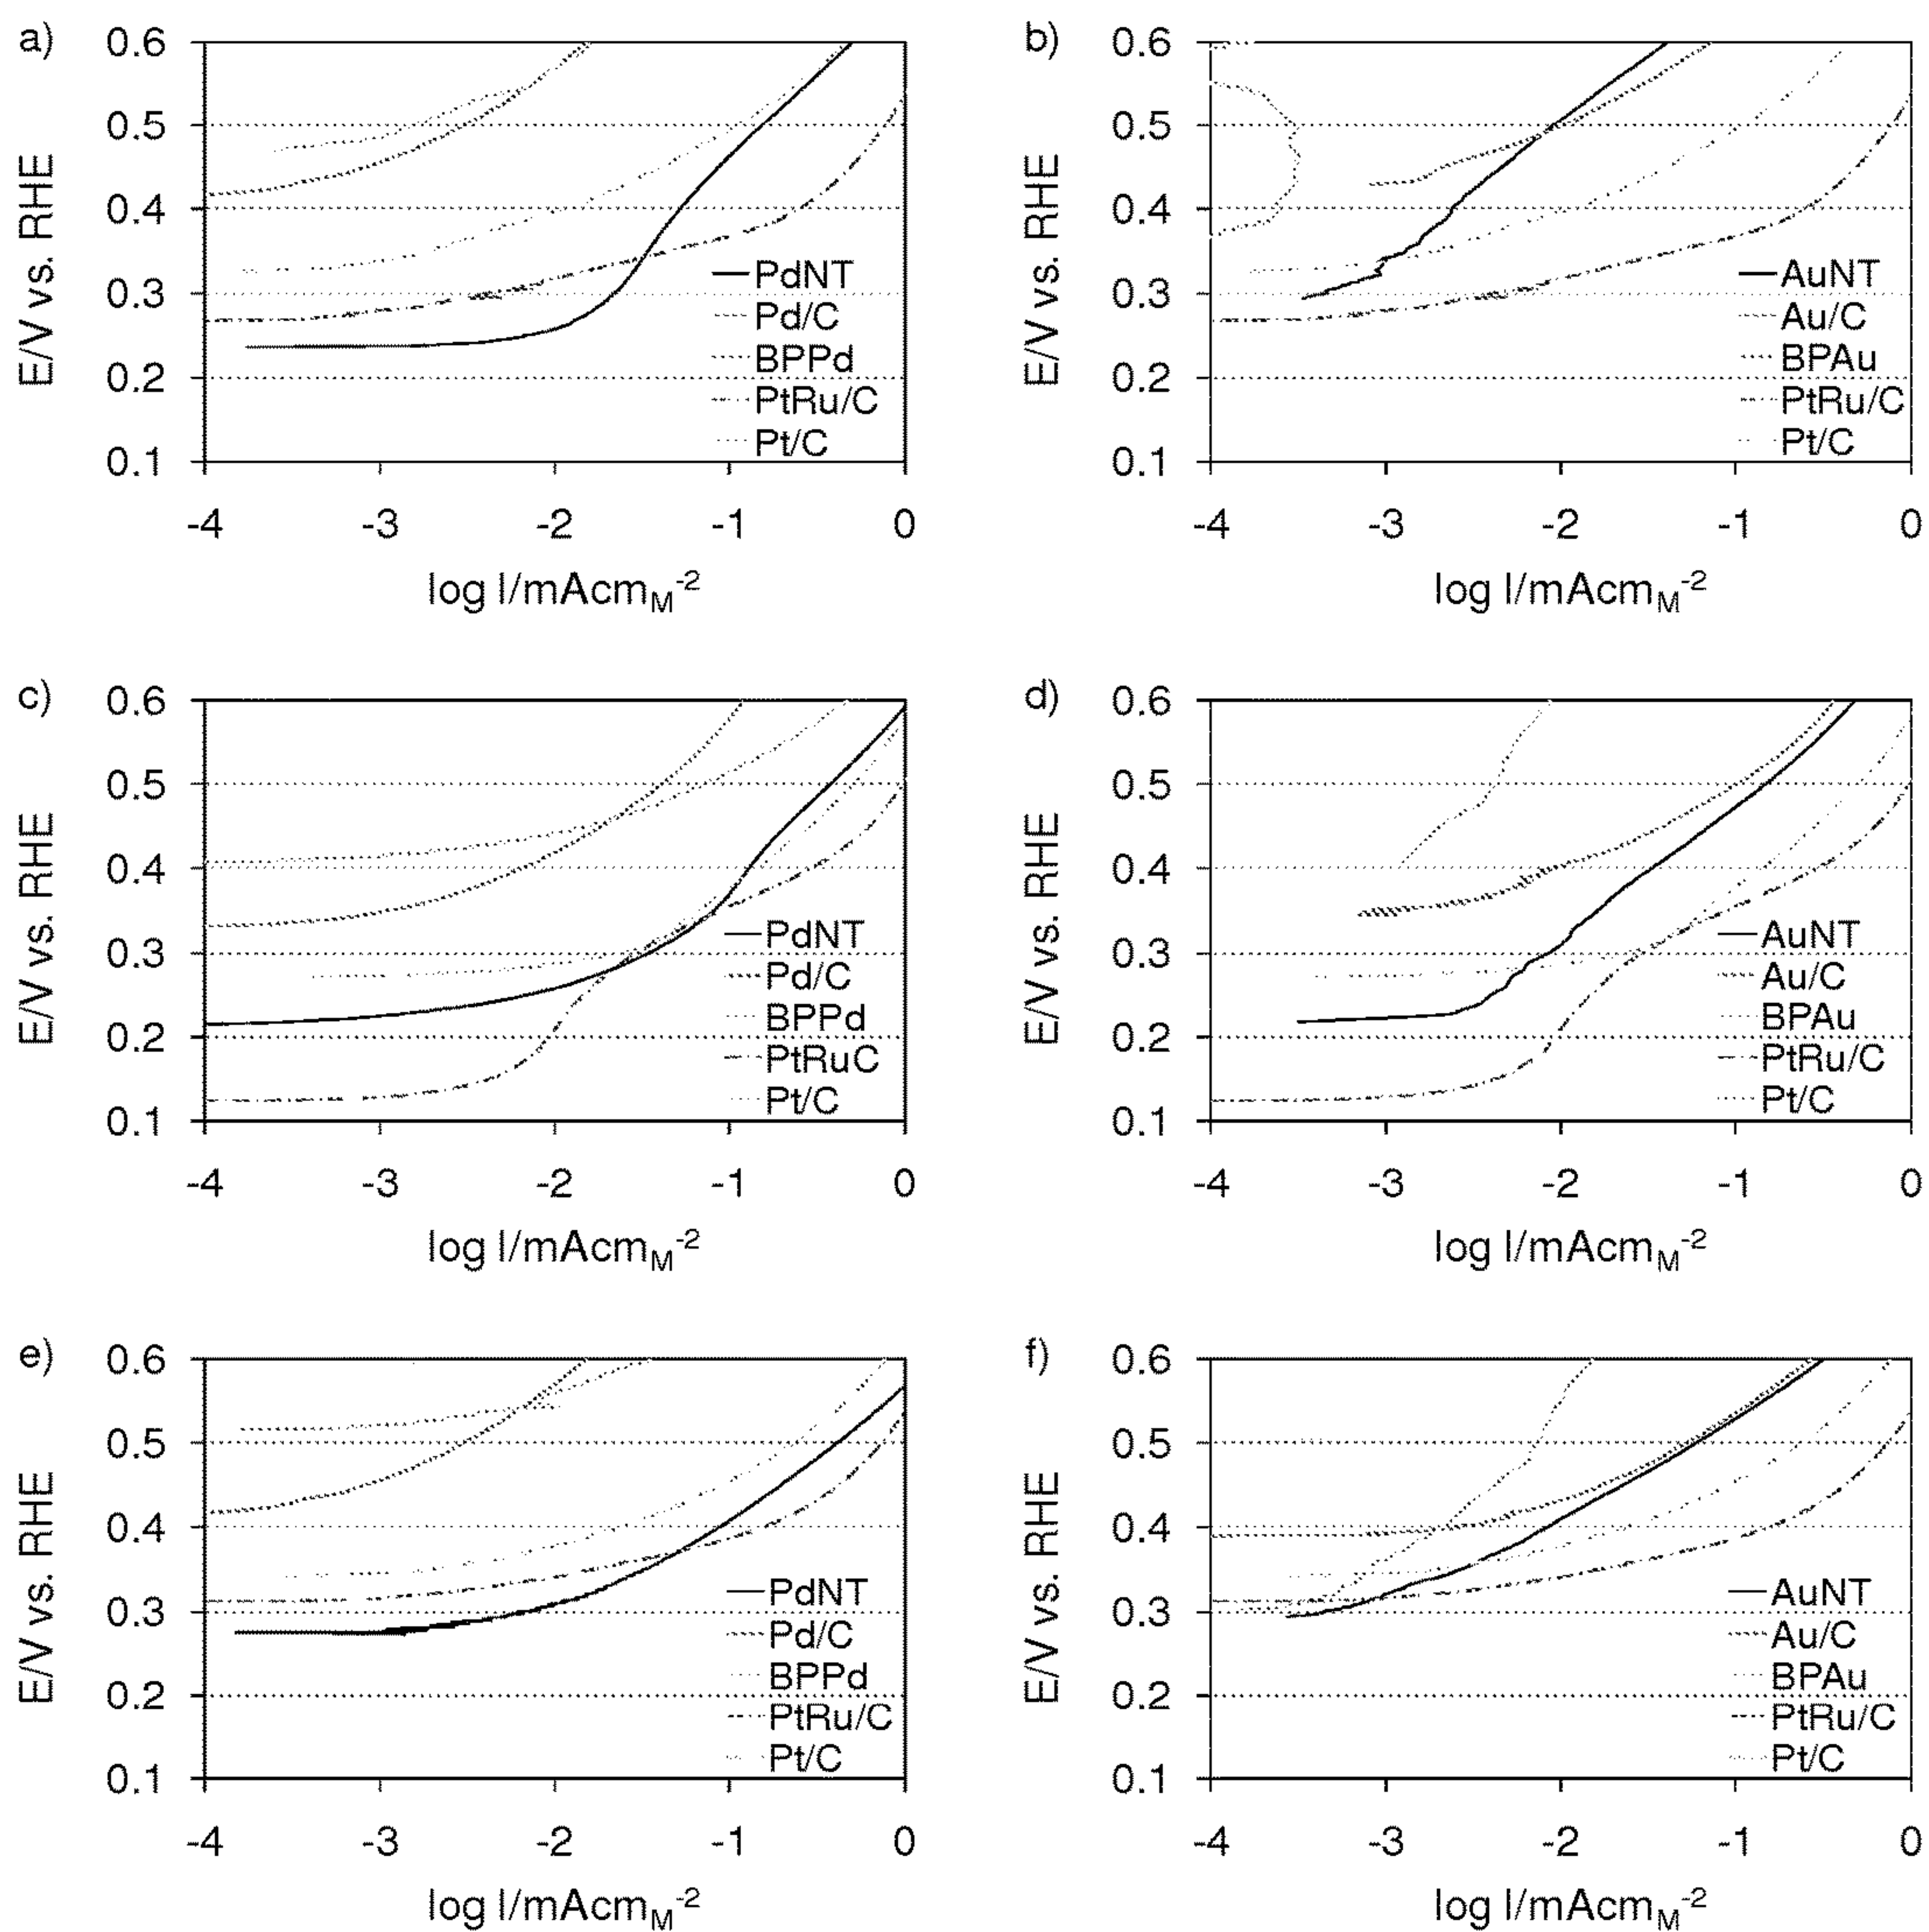 a)
0.6
0.5
0.4
0.3
0.2
0.1
E/V vs. RHE
PdNT
Pd/C
BPPd
PtRu/C
Pt/C
-4 -3 -2 -1 0
log I/mAcm_M^-2
b)
0.6
0.5
0.4
0.3
0.2
0.1
E/V vs. RHE
AuNT
Au/C
BPAu
PtRu/C
Pt/C
-4 -3 -2 -1 0
log I/mAcm_M^-2
c)
0.6
0.5
0.4
0.3
0.2
0.1
E/V vs. RHE
PdNT
Pd/C
BPPd
PtRuC
Pt/C
-4 -3 -2 -1 0
log I/mAcm_M^-2
d)
0.6
0.5
0.4
0.3
0.2
0.1
E/V vs. RHE
AuNT
Au/C
BPAu
PtRu/C
Pt/C
-4 -3 -2 -1 0
log I/mAcm_M^-2
e)
0.6
0.5
0.4
0.3
0.2
0.1
E/V vs. RHE
PdNT
Pd/C
BPPd
PtRu/C
Pt/C
-4 -3 -2 -1 0
log I/mAcm_M^-2
f)
0.6
0.5
0.4
0.3
0.2
0.1
E/V vs. RHE
AuNT
Au/C
BPAu
PtRu/C
Pt/C
-4 -3 -2 -1 0
log I/mAcm_M^-2